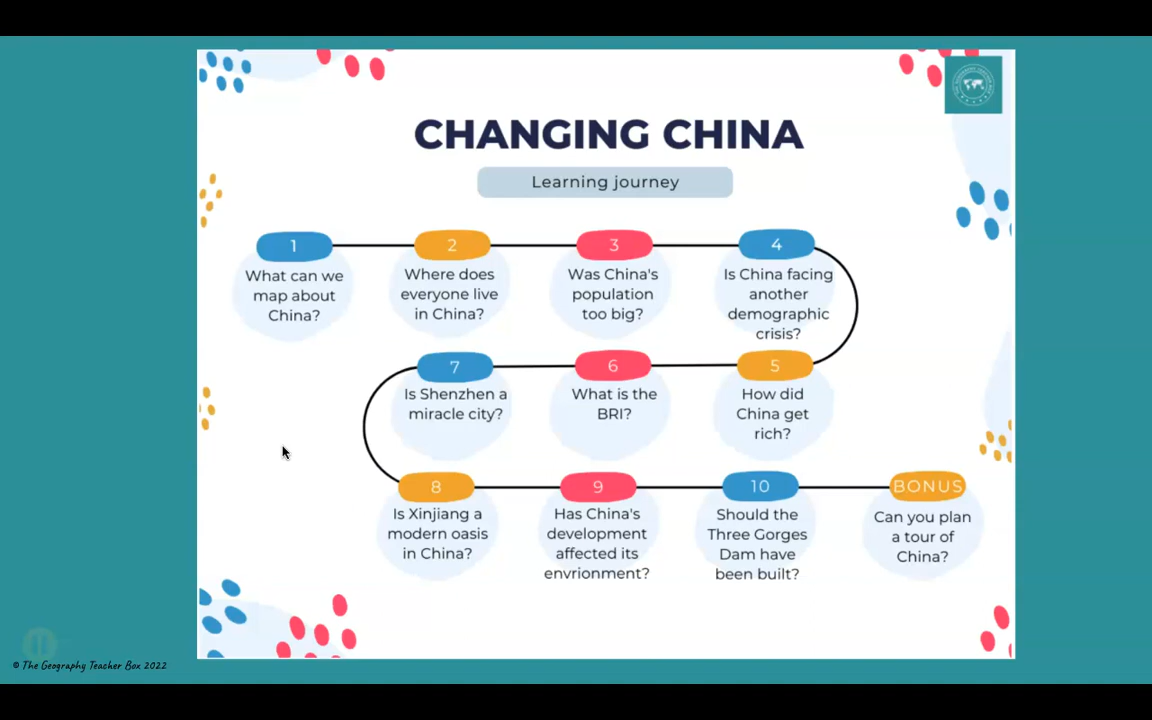 CHANGING CHINA
Learning journey
1
What can we
map about
China?
2
Where does
everyone live
in China?
3
Was China's
population
too big?
4
Is China facing
another
demographic
crisis?
5
How did
China get
rich?
6
What is the
BRI?
7
Is Shenzhen a
miracle city?
8
Is Xinjiang a
modern oasis
in China?
9
Has China's
development
affected its
envrionment?
10
Should the
Three Gorges
Dam have
been built?
BONUS
Can you plan
a tour of
China?
© The Geography Teacher Box 2022